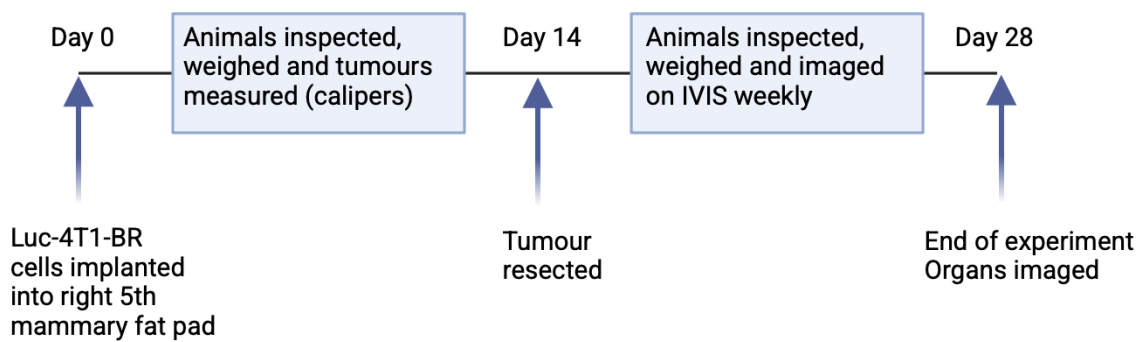 Day 0
Animals inspected,
weighed and tumours
measured (calipers)
Day 14
Animals inspected,
weighed and imaged
on IVIS weekly
Day 28
Luc-4T1-BR
cells implanted
into right 5th
mammary fat pad
Tumour
resected
End of experiment
Organs imaged